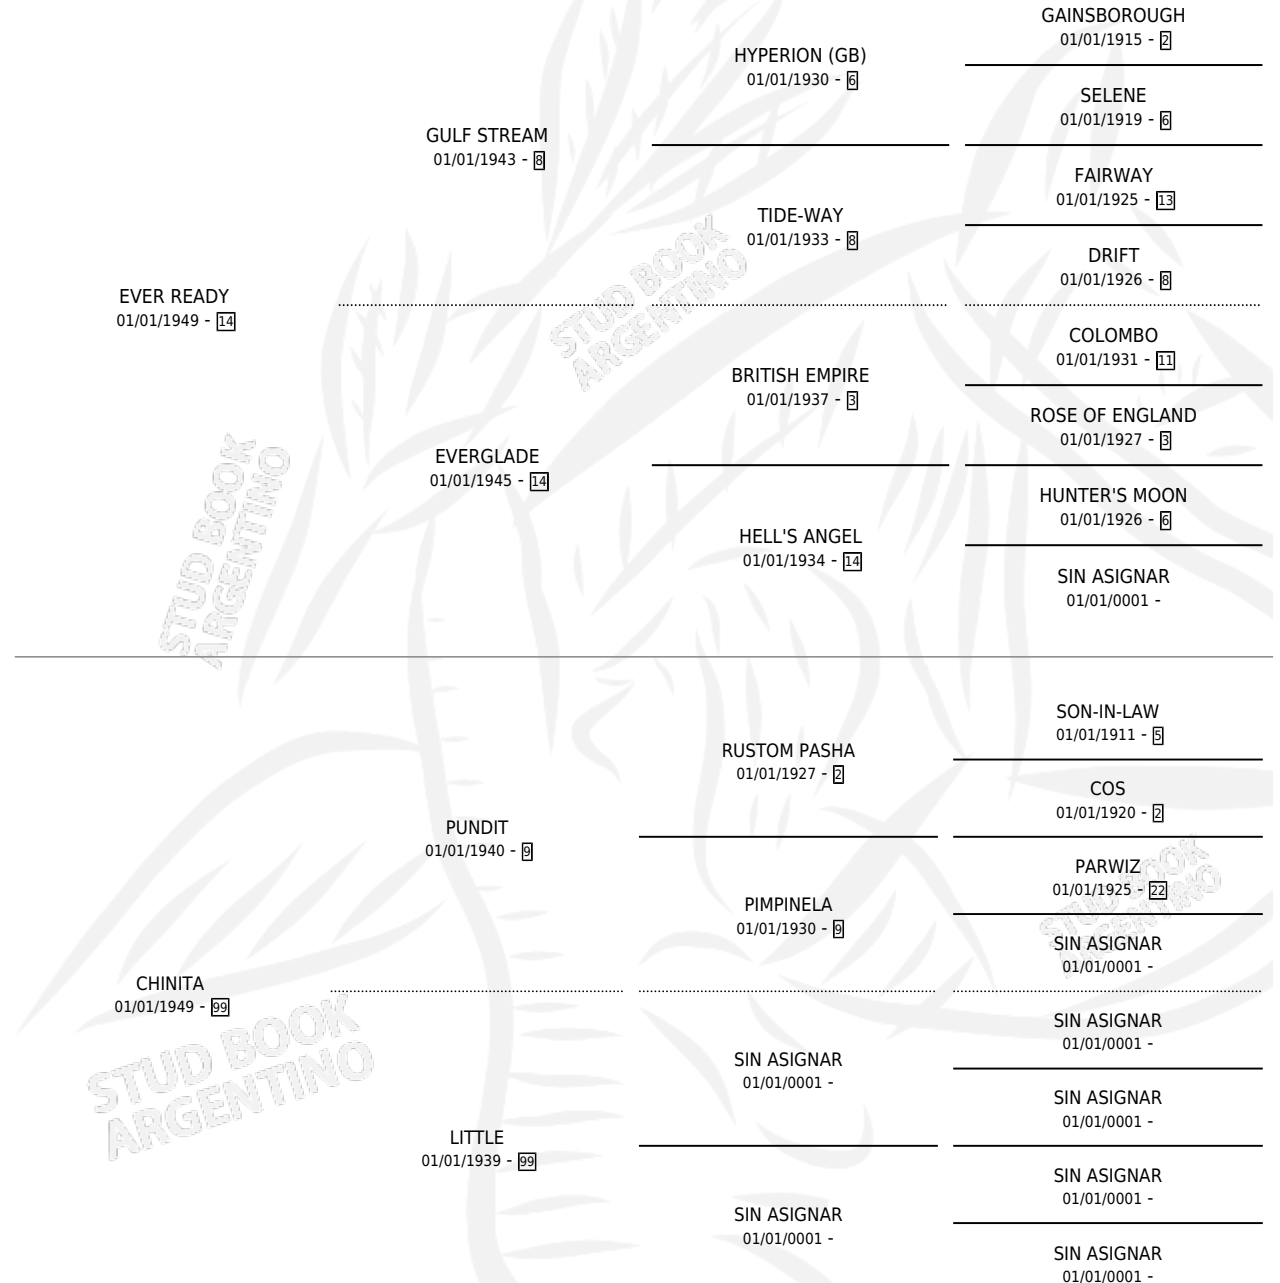 GAINSBOROUGH
01/01/1915 - 2
HYPERION (GB)
01/01/1930 - 6
SELENE
01/01/1919 - 6
GULF STREAM
01/01/1943 - 8
FAIRWAY
01/01/1925 - 13
TIDE-WAY
01/01/1933 - 8
DRIFT
01/01/1926 - 8
EVER READY
01/01/1949 - 14
COLOMBO
01/01/1931 - 11
BRITISH EMPIRE
01/01/1937 - 3
ROSE OF ENGLAND
01/01/1927 - 3
EVERGLADE
01/01/1945 - 14
HUNTER'S MOON
01/01/1926 - 6
HELL'S ANGEL
01/01/1934 - 14
SIN ASIGNAR
01/01/0001 -
SON-IN-LAW
01/01/1911 - 5
RUSTOM PASHA
01/01/1927 - 2
COS
01/01/1920 - 2
PUNDIT
01/01/1940 - 9
PARWIZ
01/01/1925 - 22
PIMPINELA
01/01/1930 - 9
SIN ASIGNAR
01/01/0001 -
CHINITA
01/01/1949 - 99
SIN ASIGNAR
01/01/0001 -
SIN ASIGNAR
01/01/0001 -
SIN ASIGNAR
01/01/0001 -
LITTLE
01/01/1939 - 99
SIN ASIGNAR
01/01/0001 -
SIN ASIGNAR
01/01/0001 -
SIN ASIGNAR
01/01/0001 -
STUD BOOK
ARGENTINO
STUD BOOK
ARGENTINO
STUD BOOK
ARGENTINO
STUD BOOK
ARGENTINO